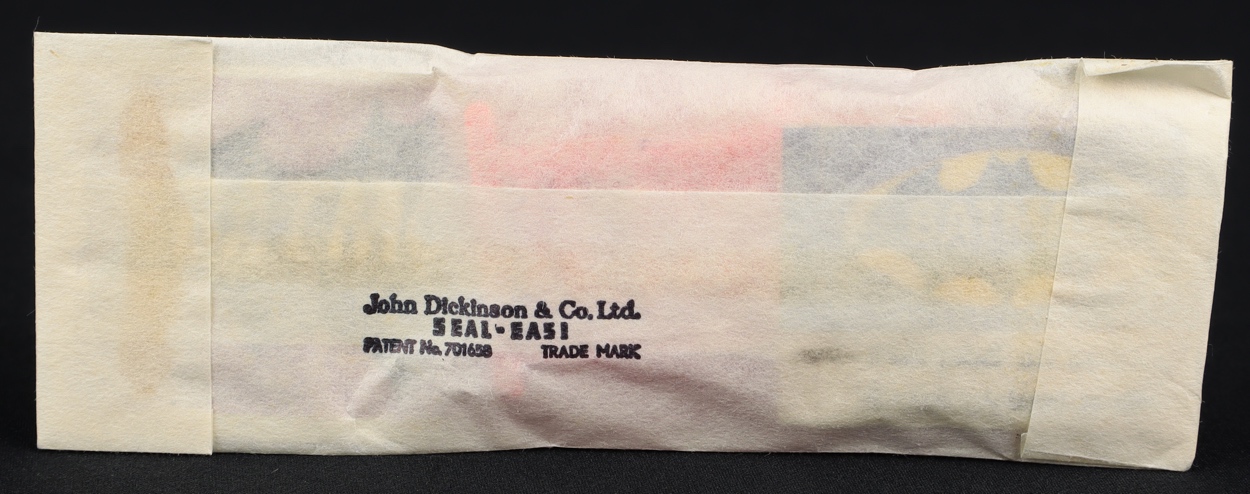 John Dickinson & Co. Ltd.
SEAL-EASI
PATENT No. 701658 TRADE MARK